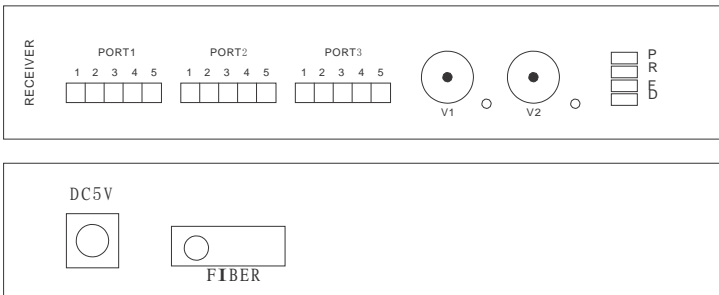 RECEIVER
PORT1 PORT2 PORT3
1 2 3 4 5 1 2 3 4 5 1 2 3 4 5
V1 V2
P
R
F
D
DC5V
FIBER